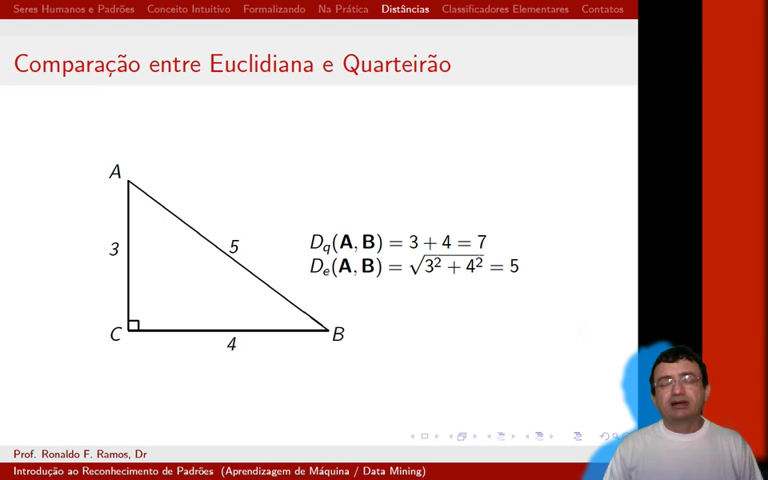 Seres Humanos e Padrões Conceito Intuitivo Formalizando Na Prática Distâncias Classificadores Elementares Contatos
Comparação entre Euclidiana e Quarteirão
A
3
5
D_q(A, B) = 3 + 4 = 7
D_e(A, B) = √(3² + 4²) = 5
C
B
4
Prof. Ronaldo F. Ramos, Dr
Introdução ao Reconhecimento de Padrões (Aprendizagem de Máquina / Data Mining)